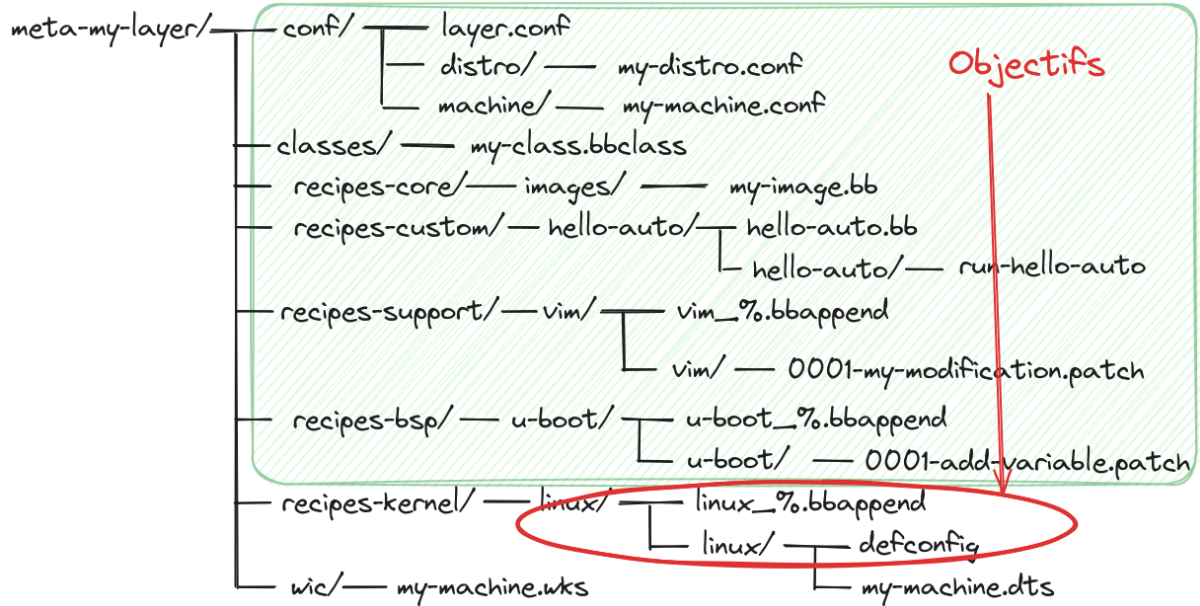 meta-my-layer/ conf/ layer.conf
Objectifs
distro/ my-distro.conf
machine/ my-machine.conf
classes/ my-class.bbclass
recipes-core/ images/ my-image.bb
recipes-custom/ hello-auto/ hello-auto.bb
hello-auto/ run-hello-auto
recipes-support/ vim/ vim_%.bbappend
vim/ 0001-my-modification.patch
recipes-bsp/ u-boot/ u-boot_%.bbappend
u-boot/ 0001-add-variable.patch
recipes-kernel/ linux/ linux_%.bbappend
linux/ defconfig
wic/ my-machine.wks my-machine.dts